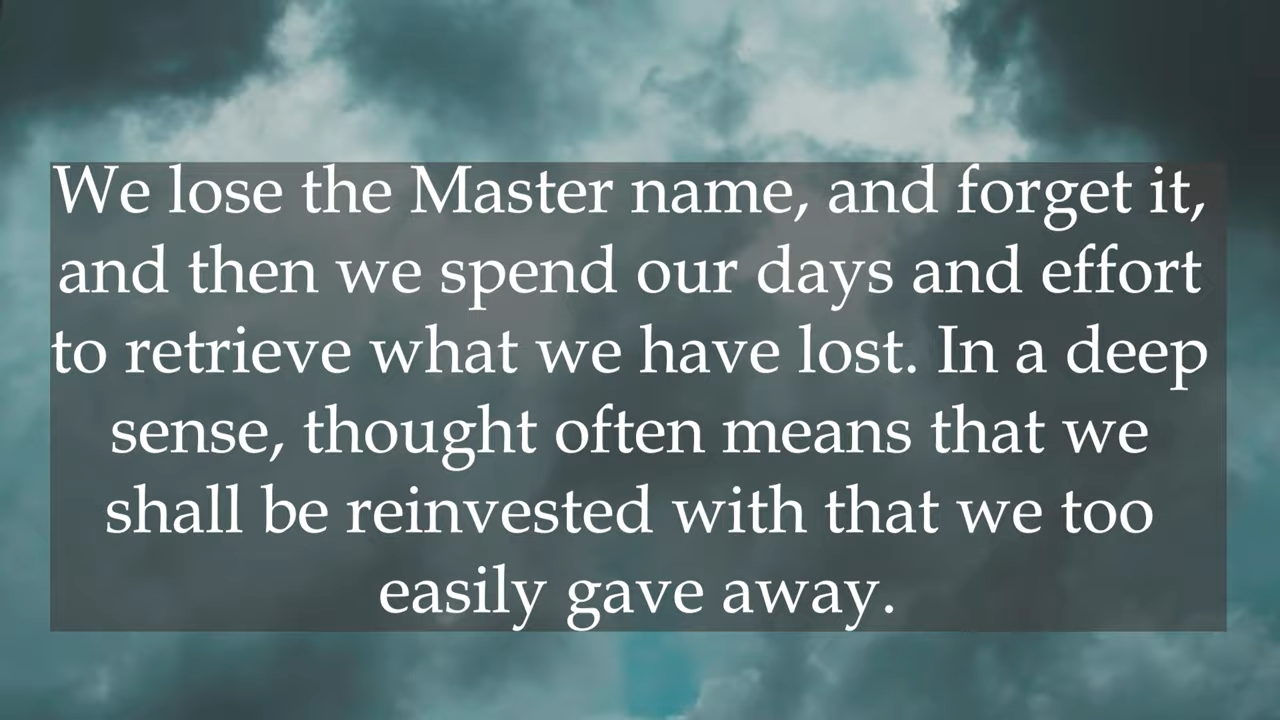 We lose the Master name, and forget it,
and then we spend our days and effort
to retrieve what we have lost. In a deep
sense, thought often means that we
shall be reinvested with that we too
easily gave away.